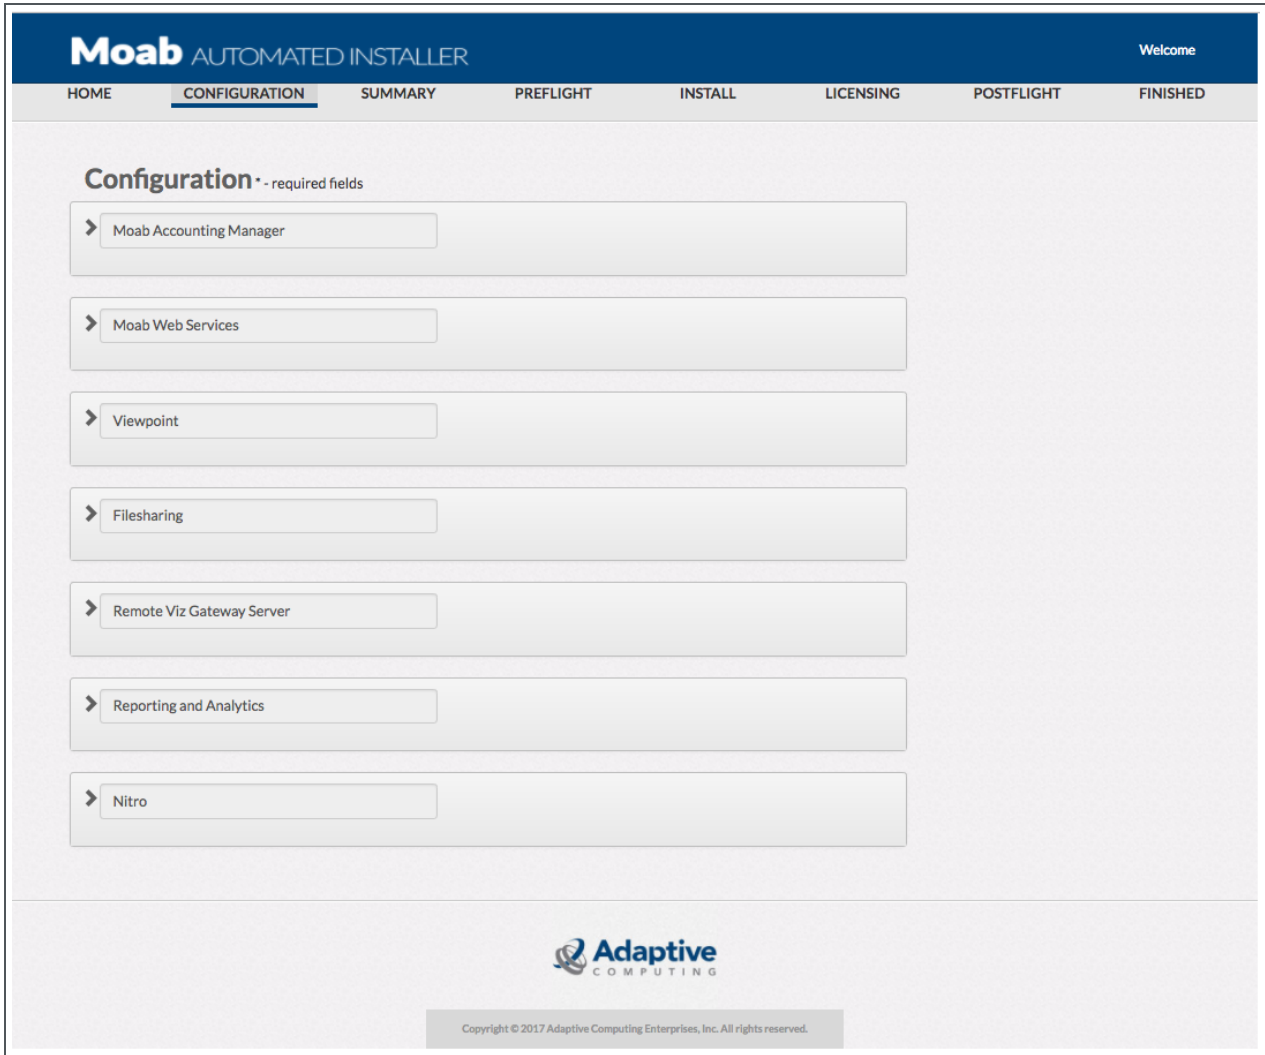 Moab AUTOMATED INSTALLER
Welcome
HOME CONFIGURATION SUMMARY PREFLIGHT INSTALL LICENSING POSTFLIGHT FINISHED
Configuration * - required fields
Moab Accounting Manager
Moab Web Services
Viewpoint
Filesharing
Remote Viz Gateway Server
Reporting and Analytics
Nitro
Adaptive
COMPUTING
Copyright © 2017 Adaptive Computing Enterprises, Inc. All rights reserved.